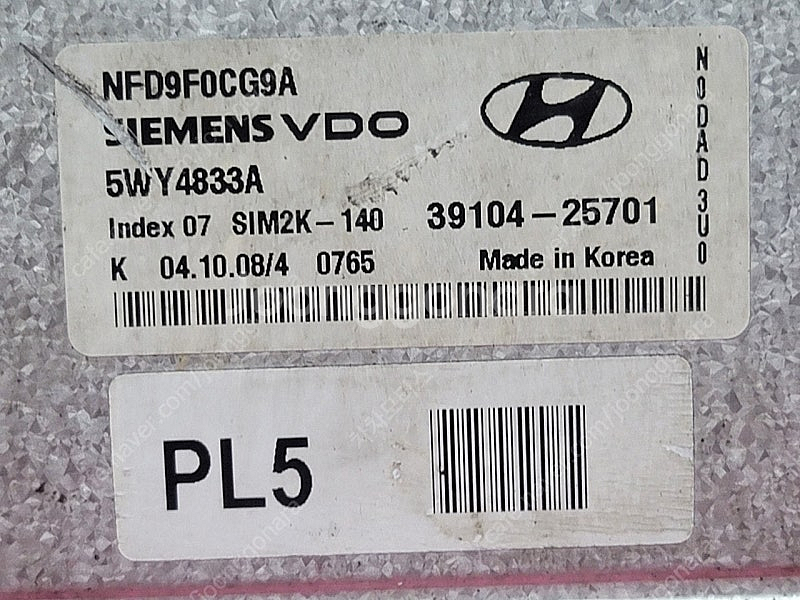 NFD9F0CG9A
SIEMENS VDO
5WY4833A
Index 07 SIM2K-140 39104-25701
K 04.10.08/4 0765 Made in Korea
N0DAD3U0
PL5